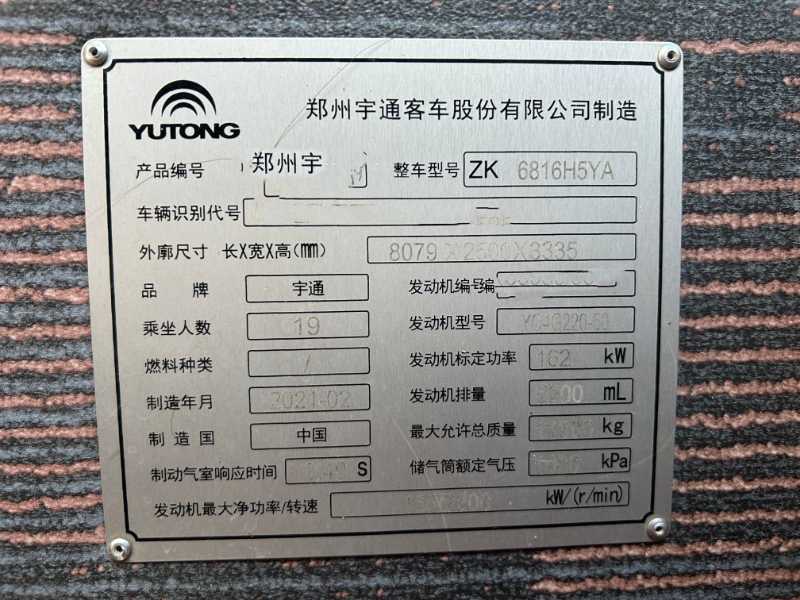 YUTONG
郑州宇通客车股份有限公司制造
产品编号 郑州宇 整车型号 ZK 6816H5YA
车辆识别代号
外廓尺寸 长X宽X高(mm) 8079 X 2500X3335
品 牌 宇通 发动机编号
乘坐人数 19 发动机型号
燃料种类 / 发动机标定功率 162 kW
制造年月 2021-02 发动机排量 mL
制造国 中国 最大允许总质量 kg
制动气室响应时间 S 储气筒额定气压 kPa
发动机最大净功率/转速 kW/(r/min)